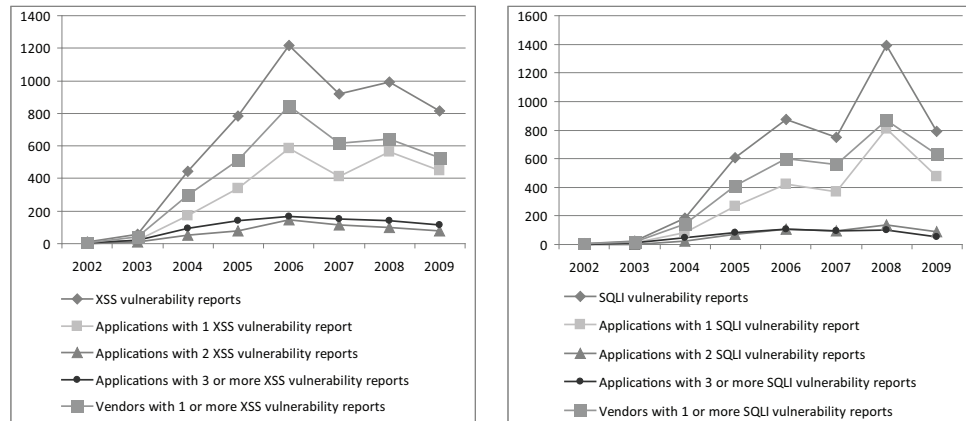 1400
1200
1000
800
600
400
200
0
2002 2003 2004 2005 2006 2007 2008 2009
XSS vulnerability reports
Applications with 1 XSS vulnerability report
Applications with 2 XSS vulnerability reports
Applications with 3 or more XSS vulnerability reports
Vendors with 1 or more XSS vulnerability reports
1600
1400
1200
1000
800
600
400
200
0
2002 2003 2004 2005 2006 2007 2008 2009
SQLI vulnerability reports
Applications with 1 SQLI vulnerability report
Applications with 2 SQLI vulnerability reports
Applications with 3 or more SQLI vulnerability reports
Vendors with 1 or more SQLI vulnerability reports